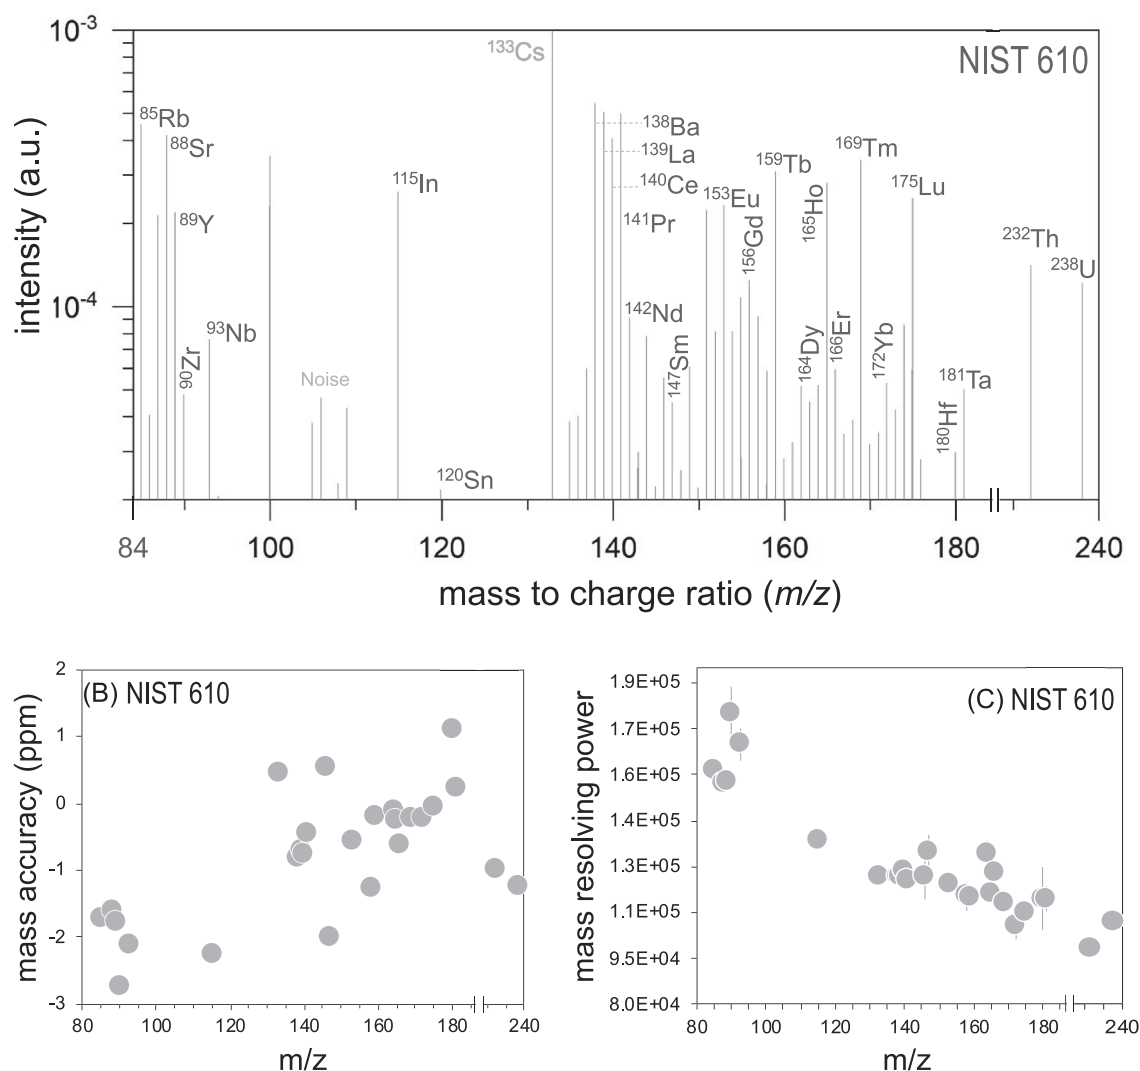 10⁻³
¹³³Cs
NIST 610
⁸⁵Rb
¹³⁸Ba
⁸⁸Sr
¹³⁹La
¹⁵⁹Tb
¹⁶⁹Tm
¹¹⁵In
¹⁴⁰Ce
¹⁵³Eu
¹⁶⁵Ho
¹⁷⁵Lu
⁸⁹Y
¹⁴¹Pr
¹⁵⁶Gd
²³²Th
²³⁸U
intensity (a.u.)
10⁻⁴
¹⁴²Nd
⁹³Nb
⁹⁰Zr
Noise
¹⁴⁷Sm
¹⁶⁴Dy
¹⁶⁶Er
¹⁷²Yb
¹⁸¹Ta
¹⁸⁰Hf
¹²⁰Sn
84 100 120 140 160 180 240
mass to charge ratio (m/z)
(B) NIST 610
mass accuracy (ppm)
2
1
0
-1
-2
-3
80 100 120 140 160 180 240
m/z
(C) NIST 610
mass resolving power
1.9E+05
1.7E+05
1.6E+05
1.4E+05
1.3E+05
1.1E+05
9.5E+04
8.0E+04
80 100 120 140 160 180 240
m/z